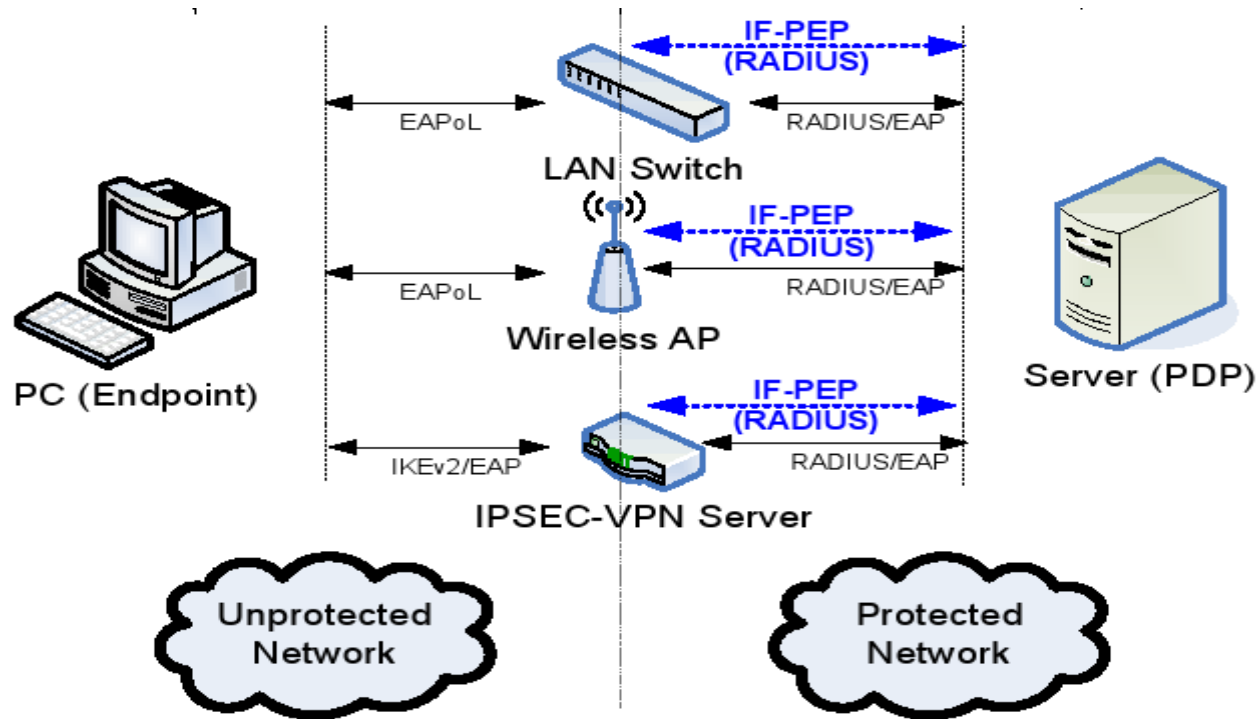 IF-PEP
(RADIUS)
EAPoL
RADIUS/EAP
LAN Switch
IF-PEP
(RADIUS)
EAPoL
RADIUS/EAP
Wireless AP
PC (Endpoint)
Server (PDP)
IF-PEP
(RADIUS)
IKEv2/EAP
RADIUS/EAP
IPSEC-VPN Server
Unprotected
Network
Protected
Network